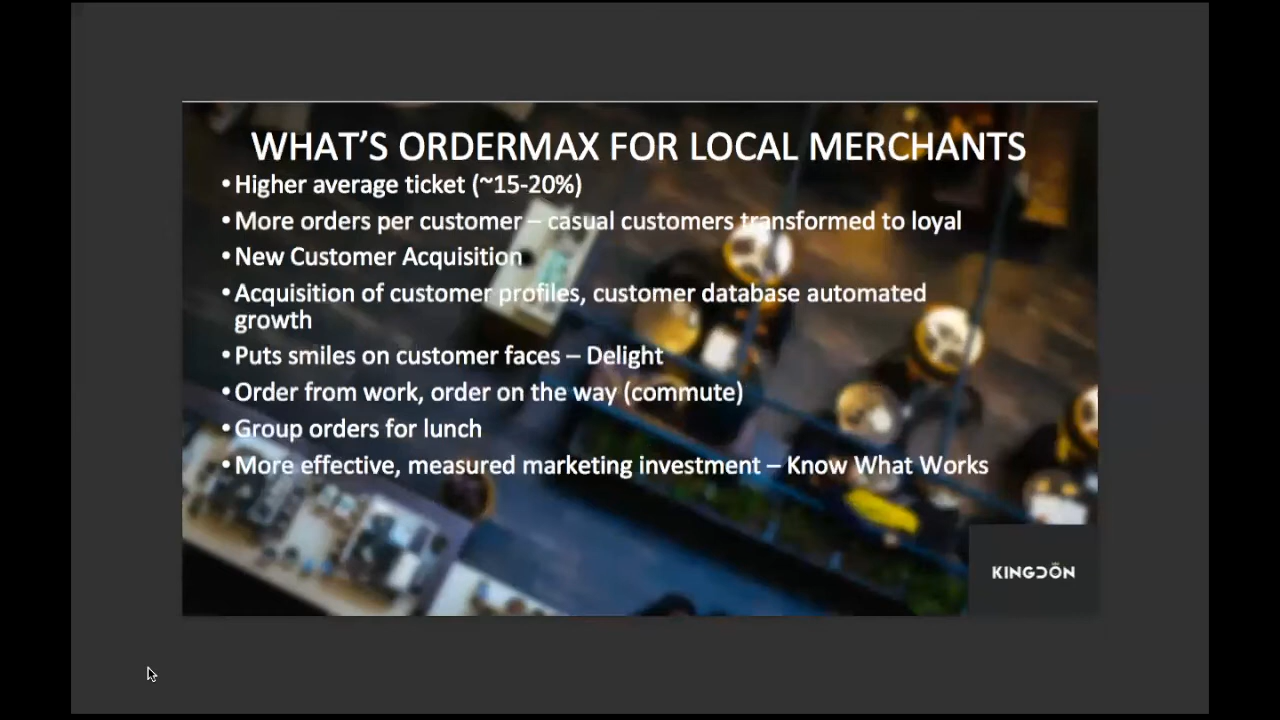 WHAT'S ORDERMAX FOR LOCAL MERCHANTS
• Higher average ticket (~15-20%)
• More orders per customer – casual customers transformed to loyal
• New Customer Acquisition
• Acquisition of customer profiles, customer database automated
growth
• Puts smiles on customer faces – Delight
• Order from work, order on the way (commute)
• Group orders for lunch
• More effective, measured marketing investment – Know What Works
KINGDÖN